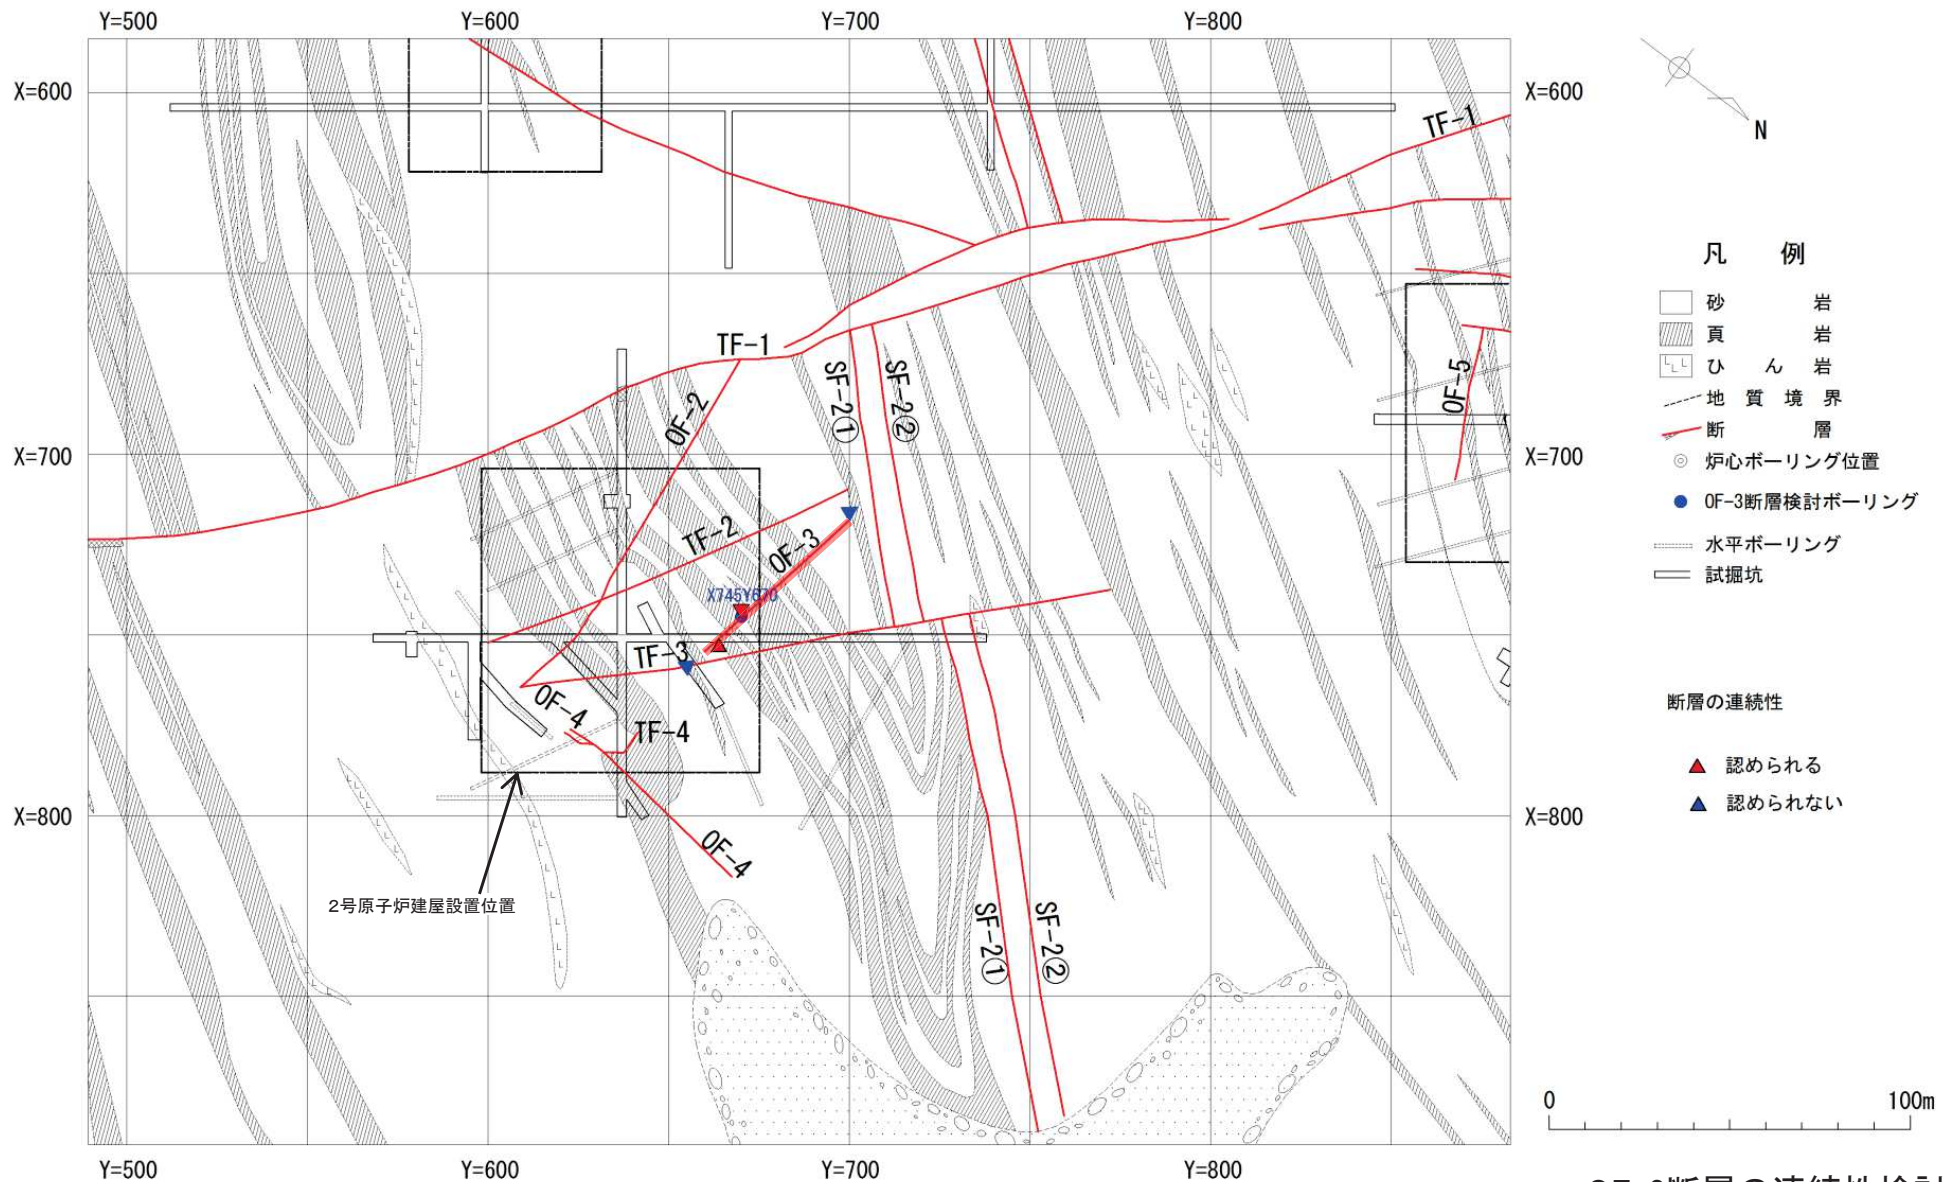 Y=500 Y=600 Y=700 Y=800
X=600 X=600
TF-1
N
凡 例
砂 岩
頁 岩
ひ ん 岩
地 質 境 界
断 層
炉心ボーリング位置
OF-3断層検討ボーリング
水平ボーリング
試掘坑
TF-1
OF-2
SF-2①
SF-2②
OF-5
X=700 X=700
TF-2
OF-3
X745Y670
TF-3
OF-4
TF-4
断層の連続性
認められる
認められない
X=800 X=800
OF-4
2号原子炉建屋設置位置
SF-2①
SF-2②
0 100m
Y=500 Y=600 Y=700 Y=800